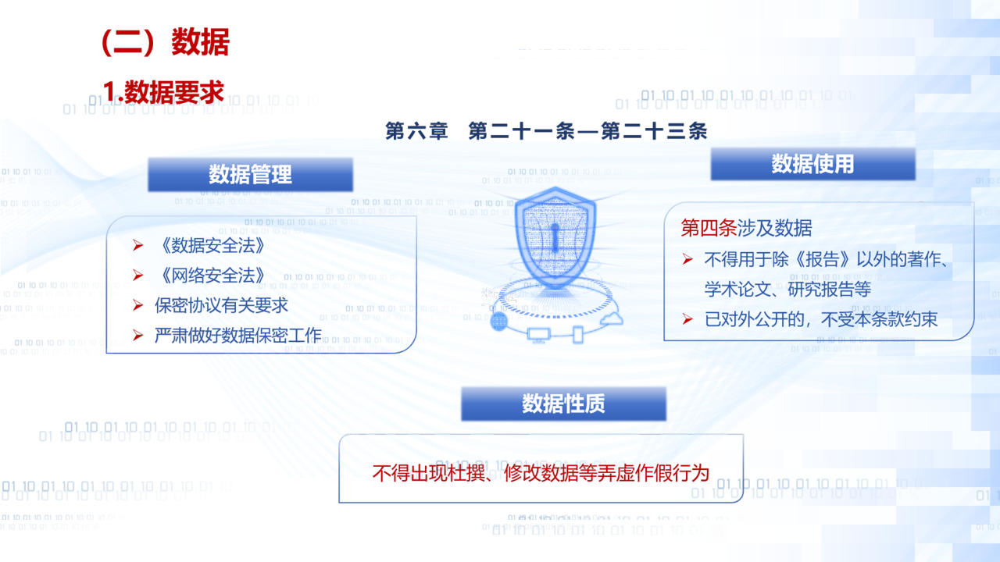 （二）数据
1.数据要求
第六章 第二十一条—第二十三条
数据管理
《数据安全法》
《网络安全法》
保密协议有关要求
严肃做好数据保密工作
数据使用
第四条涉及数据
不得用于除《报告》以外的著作、
学术论文、研究报告等
已对外公开的，不受本条款约束
数据性质
不得出现杜撰、修改数据等弄虚作假行为